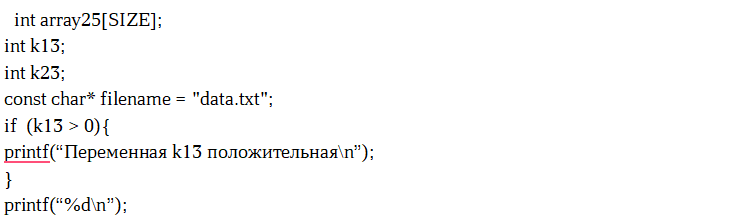 int array25[SIZE];
int k13;
int k23;
const char* filename = "data.txt";
if  (k13 > 0){
printf(“Переменная k13 положительная\n”);
}
printf(“%d\n”);